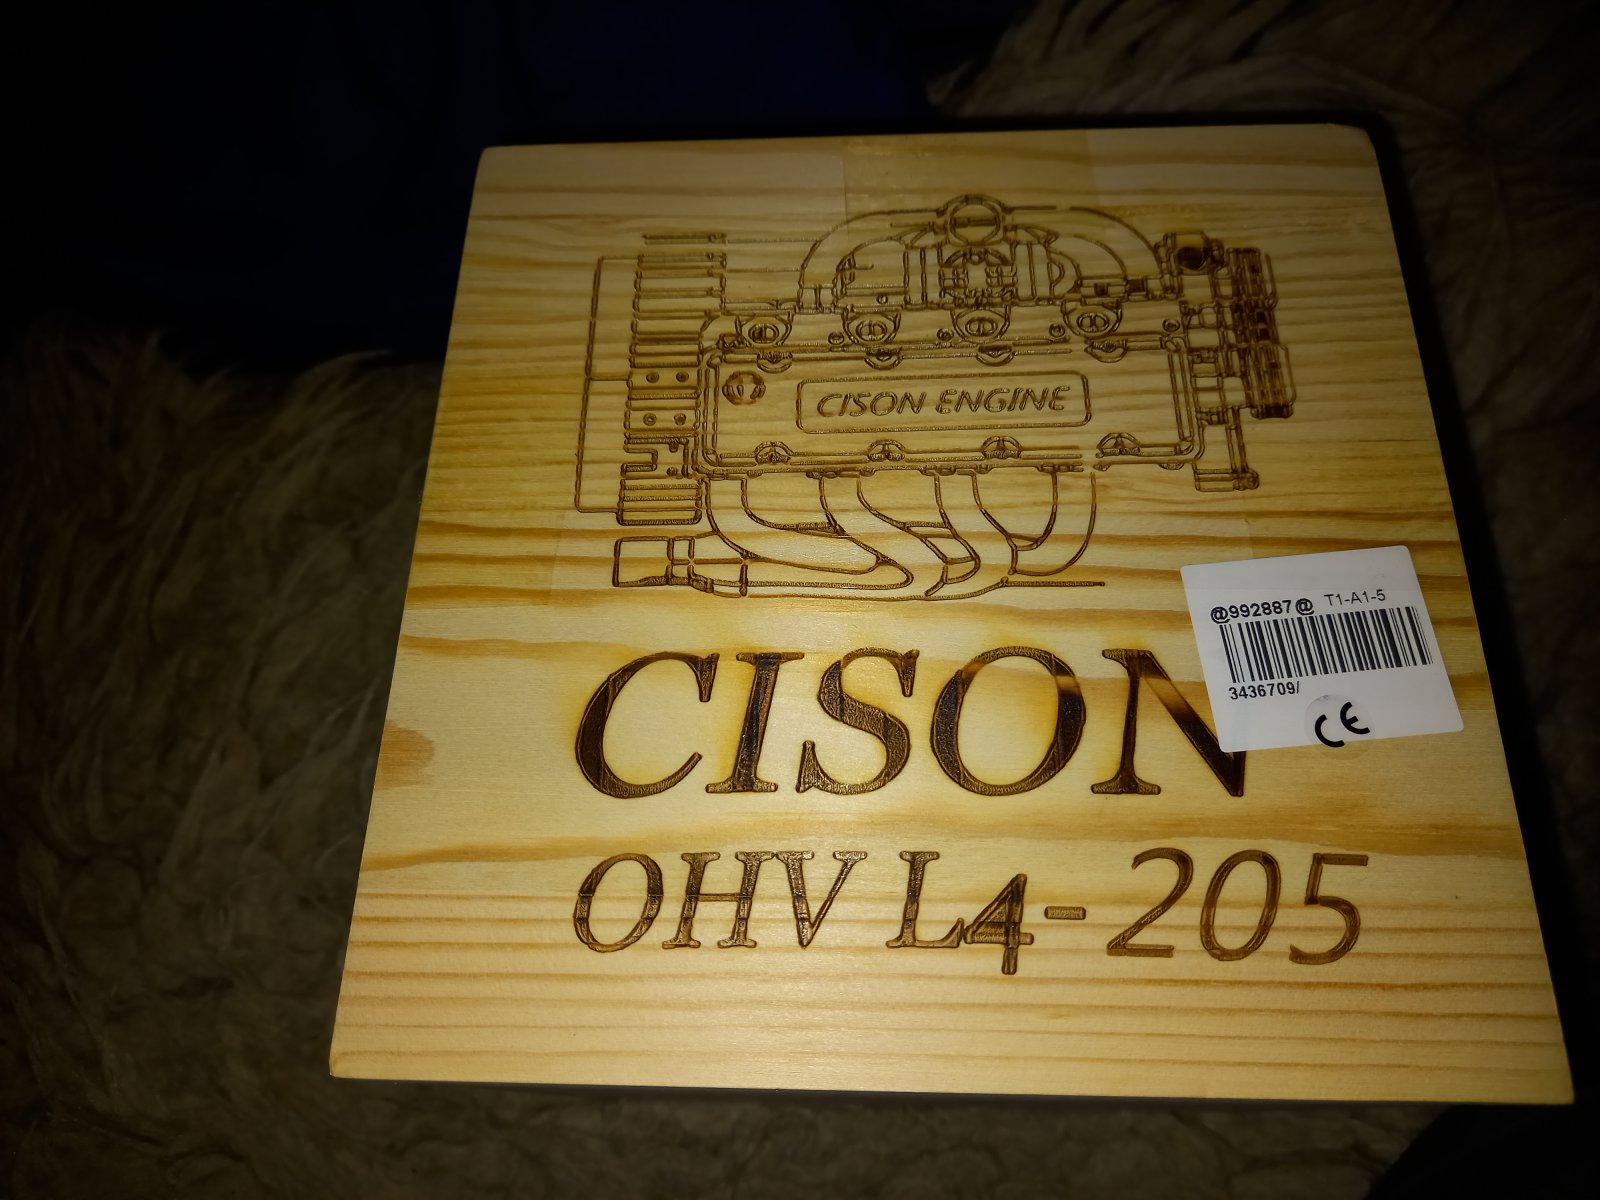 CISON ENGINE
@992887@ T1-A1-5
3436709/
CE
CISON
OHV L4-205